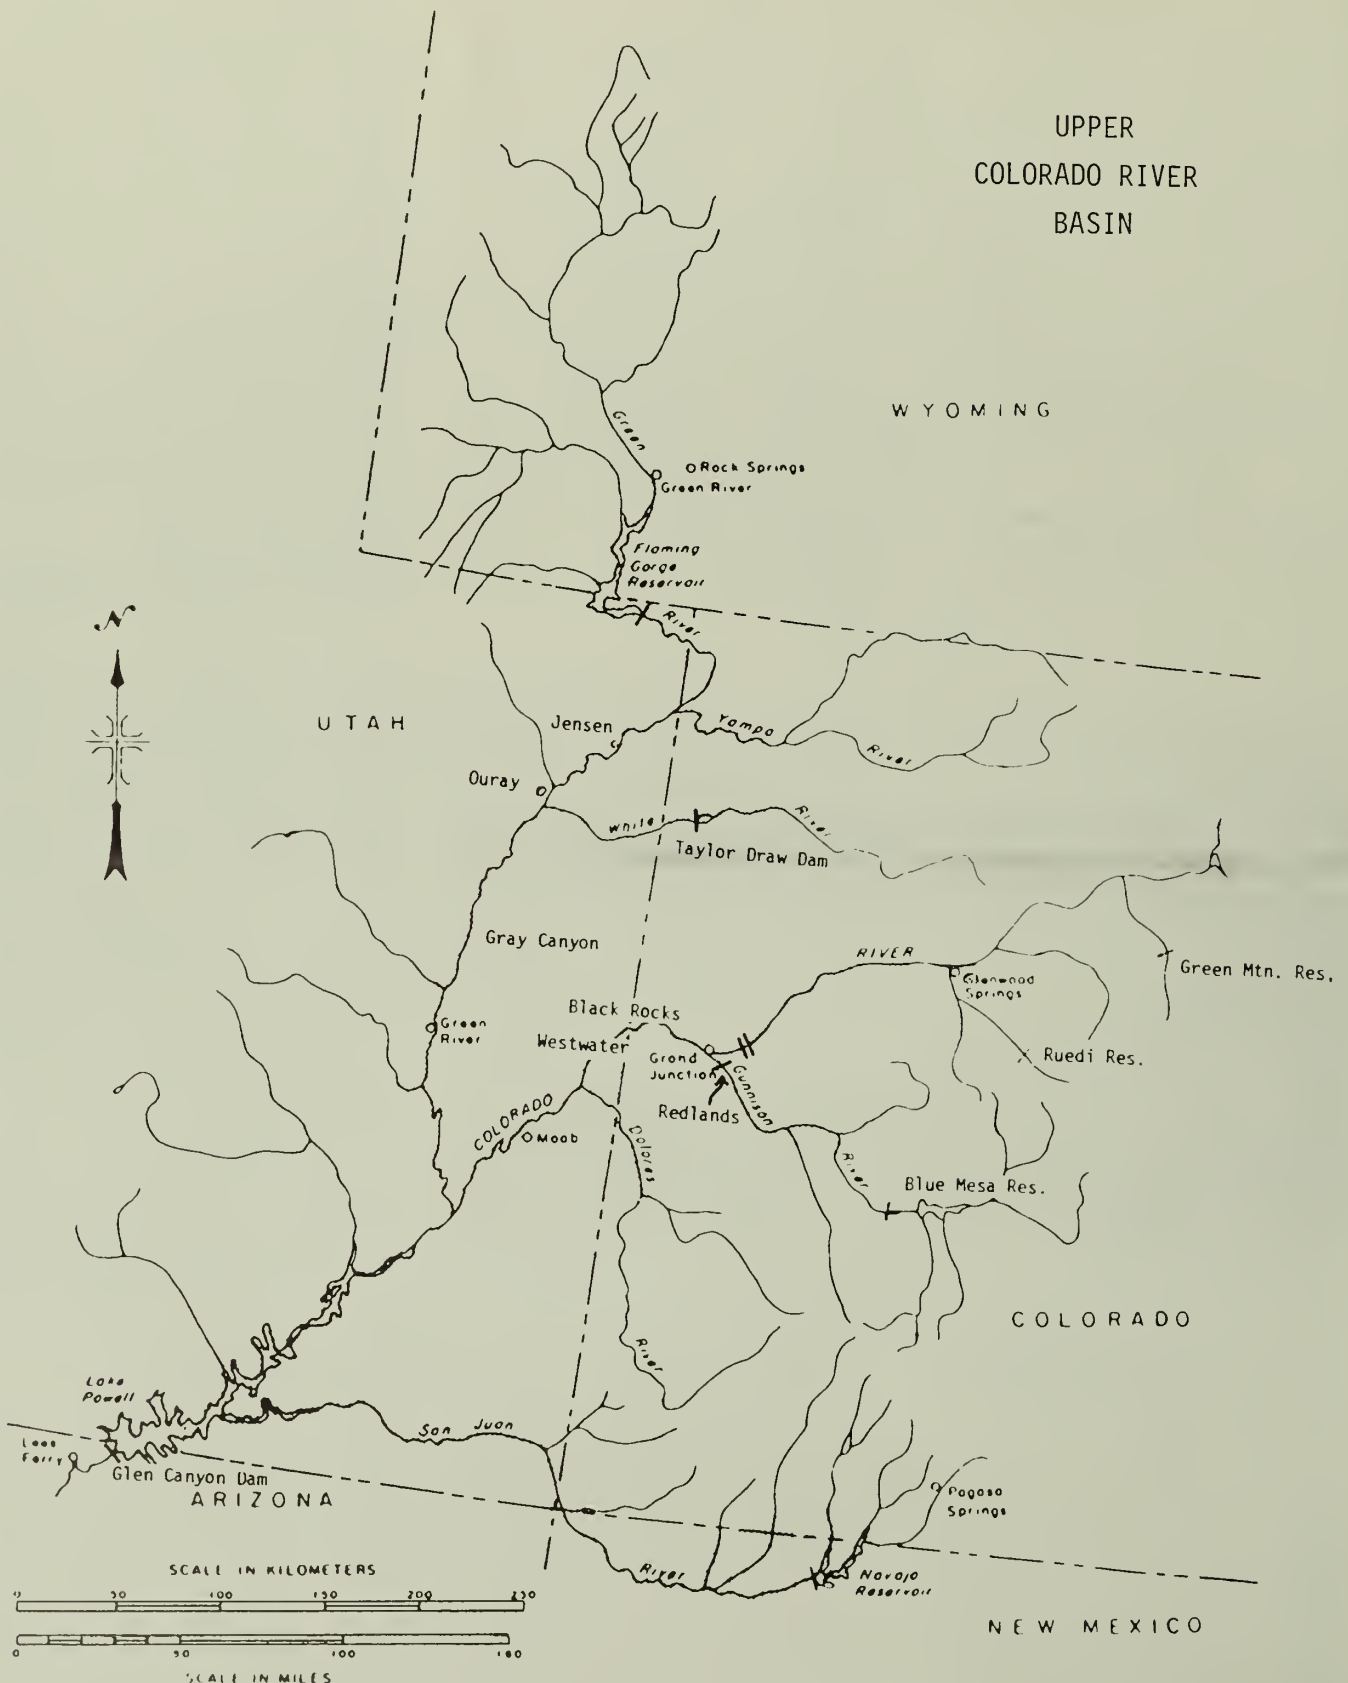 UPPER
COLORADO RIVER
BASIN
WYOMING
Green
Rock Springs
Green River
Flaming
Gorge
Reservoir
River
N
UTAH
Jensen
Yampa
River
Ouray
White
River
Taylor Draw Dam
Gray Canyon
RIVER
Glenwood
Springs
Green Mtn. Res.
Black Rocks
Green
River
Westwater
Grand
Junction
Ruedi Res.
Gunnison
Redlands
COLORADO
Moab
Dolores
River
Blue Mesa Res.
COLORADO
River
Lake
Powell
San Juan
Lees
Ferry
Glen Canyon Dam
ARIZONA
Pagosa
Springs
River
Navajo
Reservoir
NEW MEXICO
SCALE IN KILOMETERS
0 50 100 150 200 250
0 50 100
SCALE IN MILES